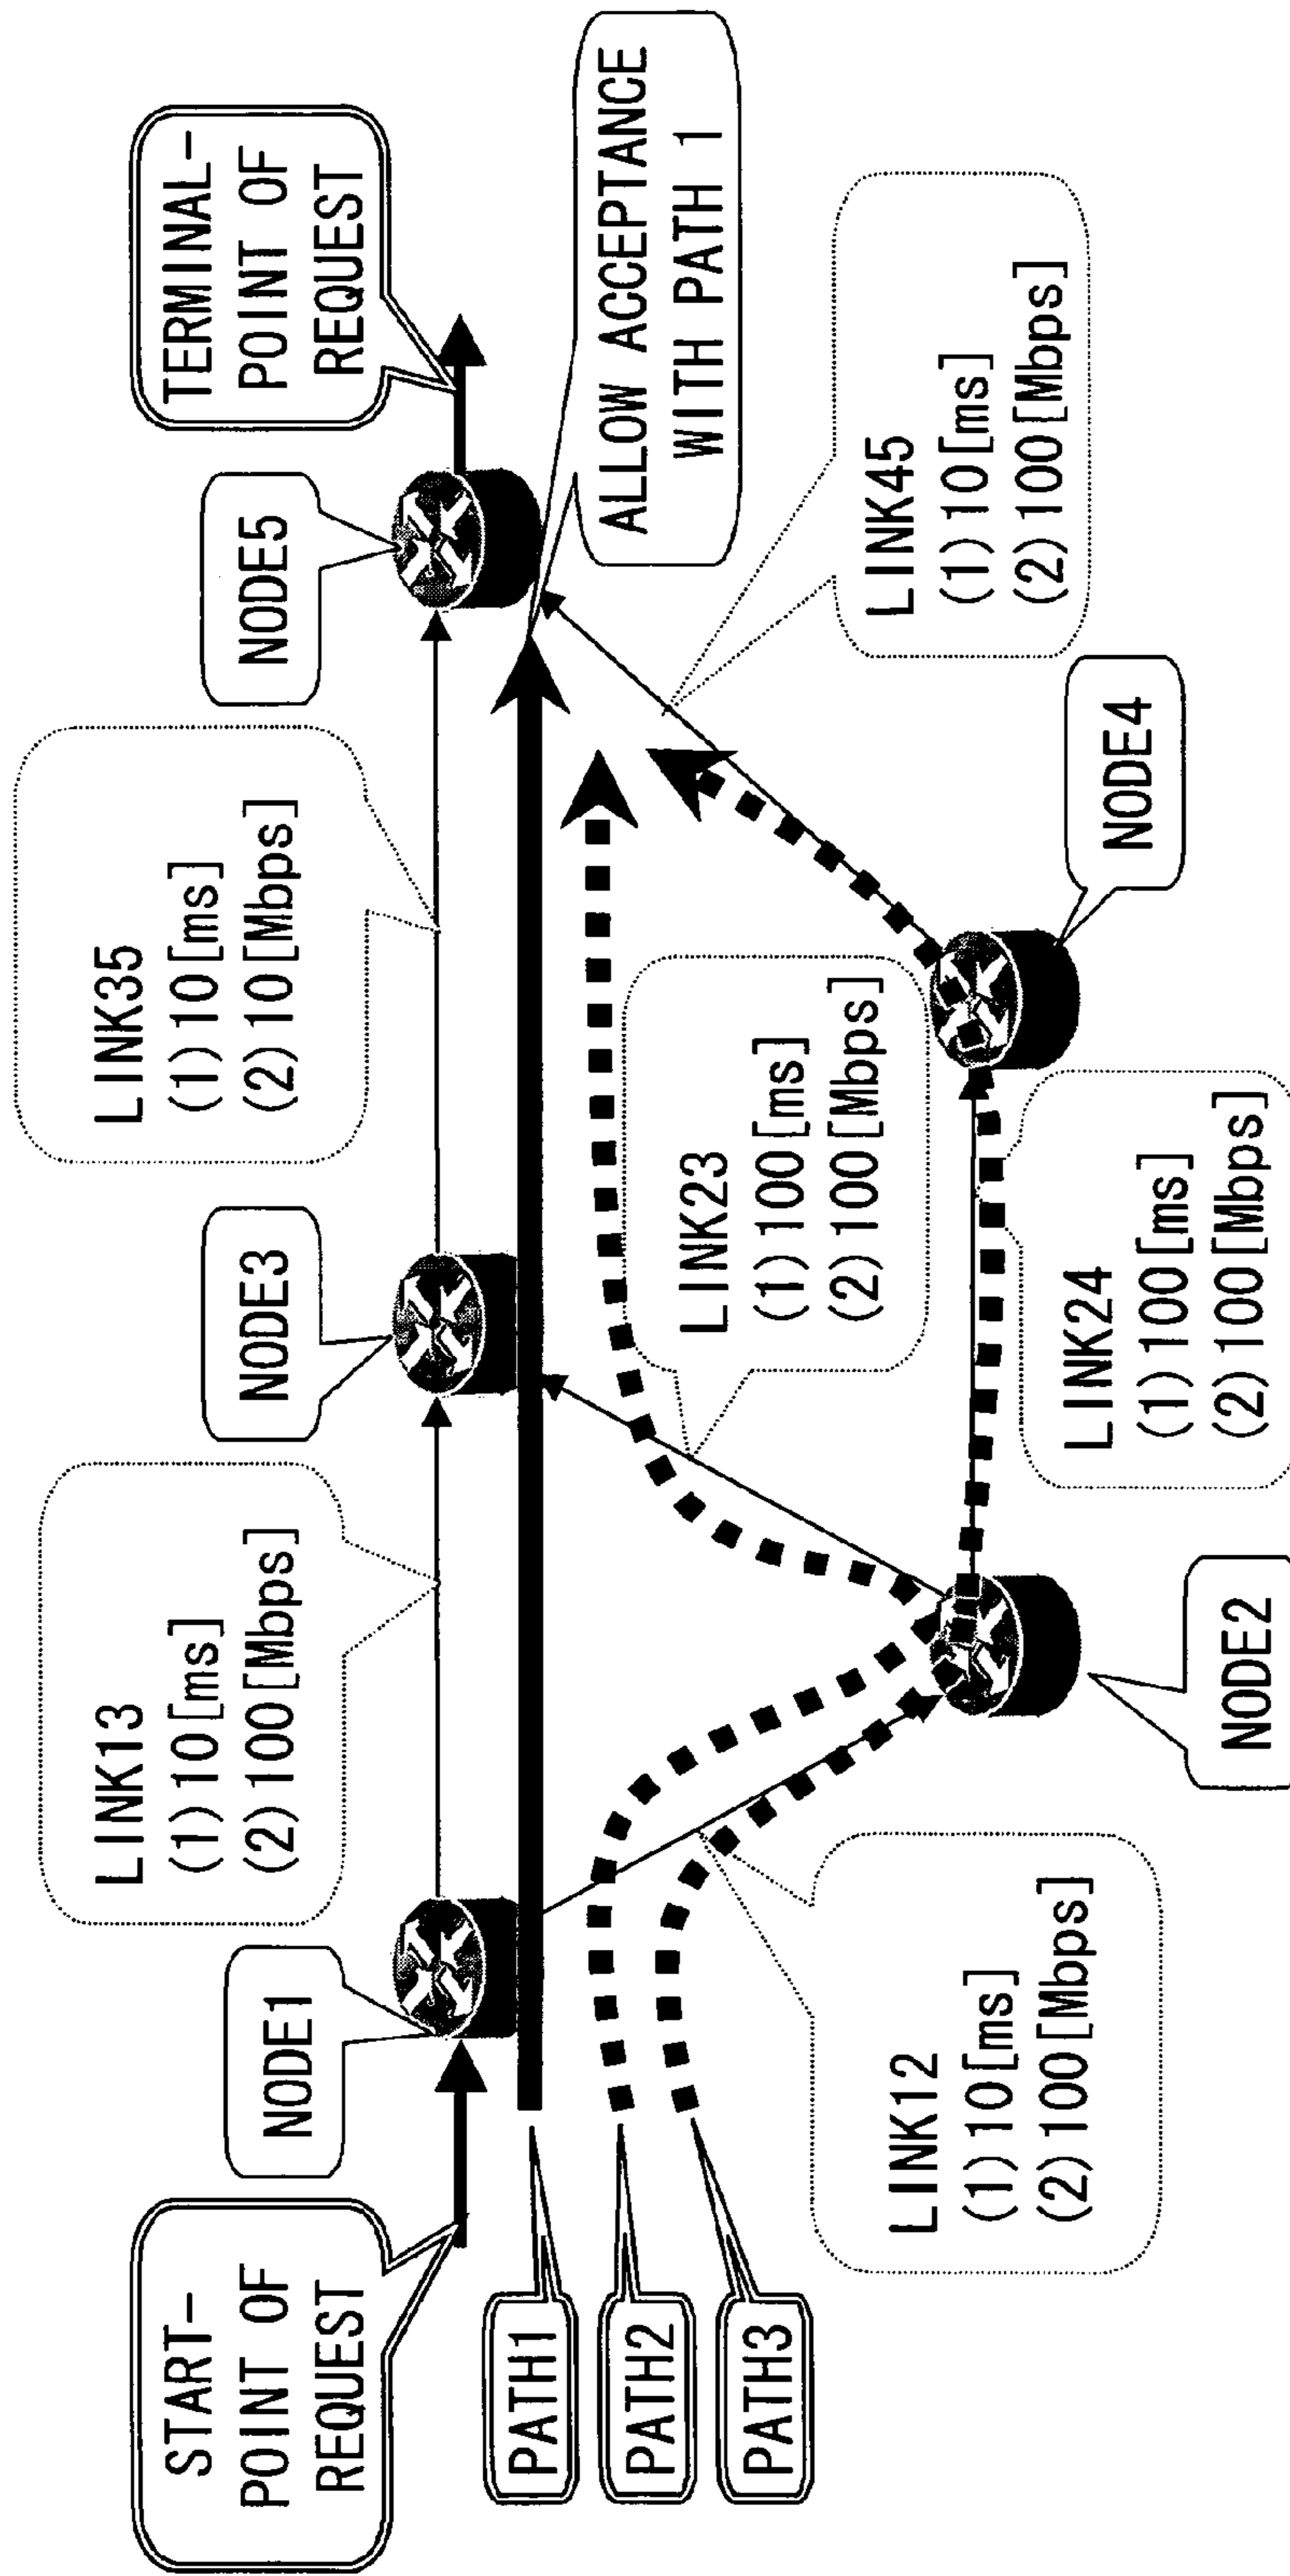 START-
POINT OF
REQUEST
NODE1
LINK13
(1)10[ms]
(2)100[Mbps]
NODE3
LINK35
(1)10[ms]
(2)10[Mbps]
NODE5
TERMINAL-
POINT OF
REQUEST
PATH1
PATH2
PATH3
ALLOW ACCEPTANCE
WITH PATH 1
LINK23
(1)100[ms]
(2)100[Mbps]
LINK45
(1)10[ms]
(2)100[Mbps]
LINK12
(1)10[ms]
(2)100[Mbps]
NODE2
LINK24
(1)100[ms]
(2)100[Mbps]
NODE4